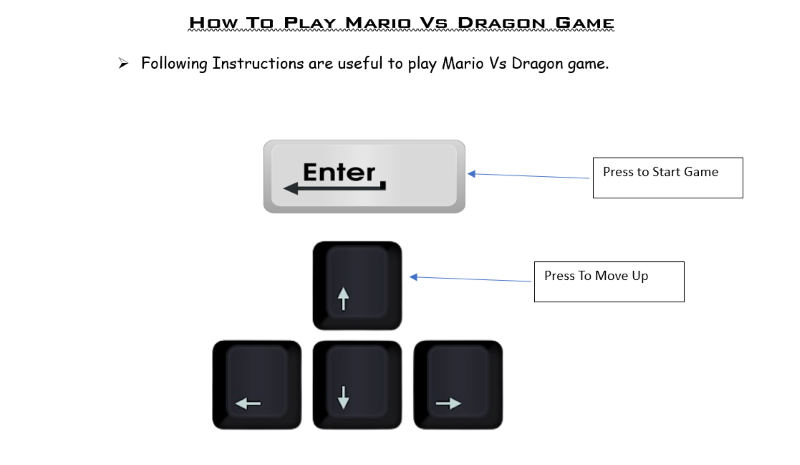 How To Play Mario Vs Dragon Game
Following Instructions are useful to play Mario Vs Dragon game.
Enter
Press to Start Game
Press To Move Up